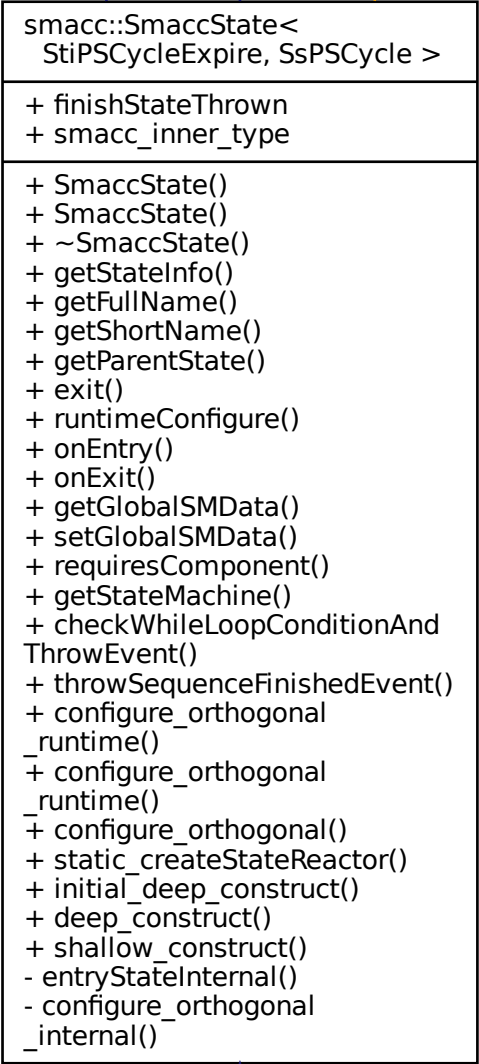 smacc::SmaccState<
StiPSCycleExpire, SsPSCycle >
+ finishStateThrown
+ smacc_inner_type
+ SmaccState()
+ SmaccState()
+ ~SmaccState()
+ getStateInfo()
+ getFullName()
+ getShortName()
+ getParentState()
+ exit()
+ runtimeConfigure()
+ onEntry()
+ onExit()
+ getGlobalSMData()
+ setGlobalSMData()
+ requiresComponent()
+ getStateMachine()
+ checkWhileLoopConditionAnd
ThrowEvent()
+ throwSequenceFinishedEvent()
+ configure_orthogonal
_runtime()
+ configure_orthogonal
_runtime()
+ configure_orthogonal()
+ static_createStateReactor()
+ initial_deep_construct()
+ deep_construct()
+ shallow_construct()
- entryStateInternal()
- configure_orthogonal
_internal()